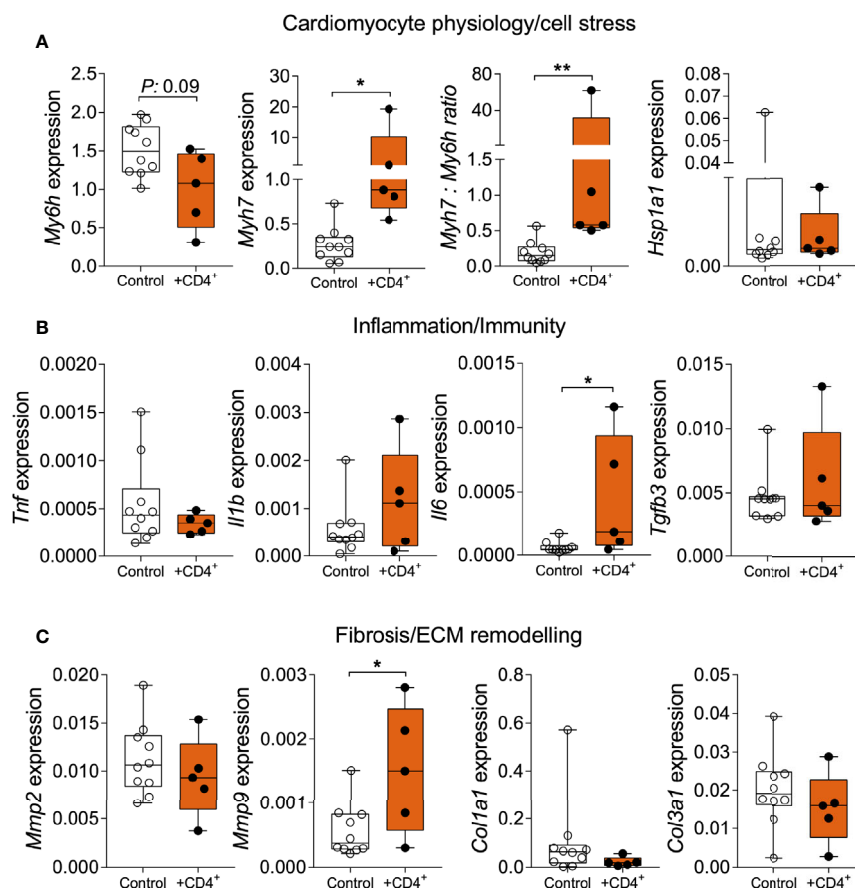 Cardiomyocyte physiology/cell stress
A
My6h expression
2.5
2.0
1.5
1.0
0.5
0.0
P: 0.09
Control +CD4⁺
Myh7 expression
30
20
10
1.5
1.0
0.5
0.0
*
Control +CD4⁺
Myh7 : My6h ratio
80
60
40
1.5
1.0
0.5
0.0
**
Control +CD4⁺
Hsp1a1 expression
0.08
0.07
0.06
0.05
0.04
0.00
Control +CD4⁺
B
Inflammation/Immunity
Tnf expression
0.0020
0.0015
0.0010
0.0005
0.0000
Control +CD4⁺
Il1b expression
0.004
0.003
0.002
0.001
0.000
Control +CD4⁺
Il6 expression
0.0015
0.0010
0.0005
0.0000
*
Control +CD4⁺
Tgfb3 expression
0.015
0.010
0.005
0.000
Control +CD4⁺
C
Fibrosis/ECM remodelling
Mmp2 expression
0.020
0.015
0.010
0.005
0.000
Control +CD4⁺
Mmp9 expression
0.003
0.002
0.001
0.000
*
Control +CD4⁺
Col1a1 expression
0.8
0.6
0.4
0.2
0.0
Control +CD4⁺
Col3a1 expression
0.05
0.04
0.03
0.02
0.01
0.00
Control +CD4⁺